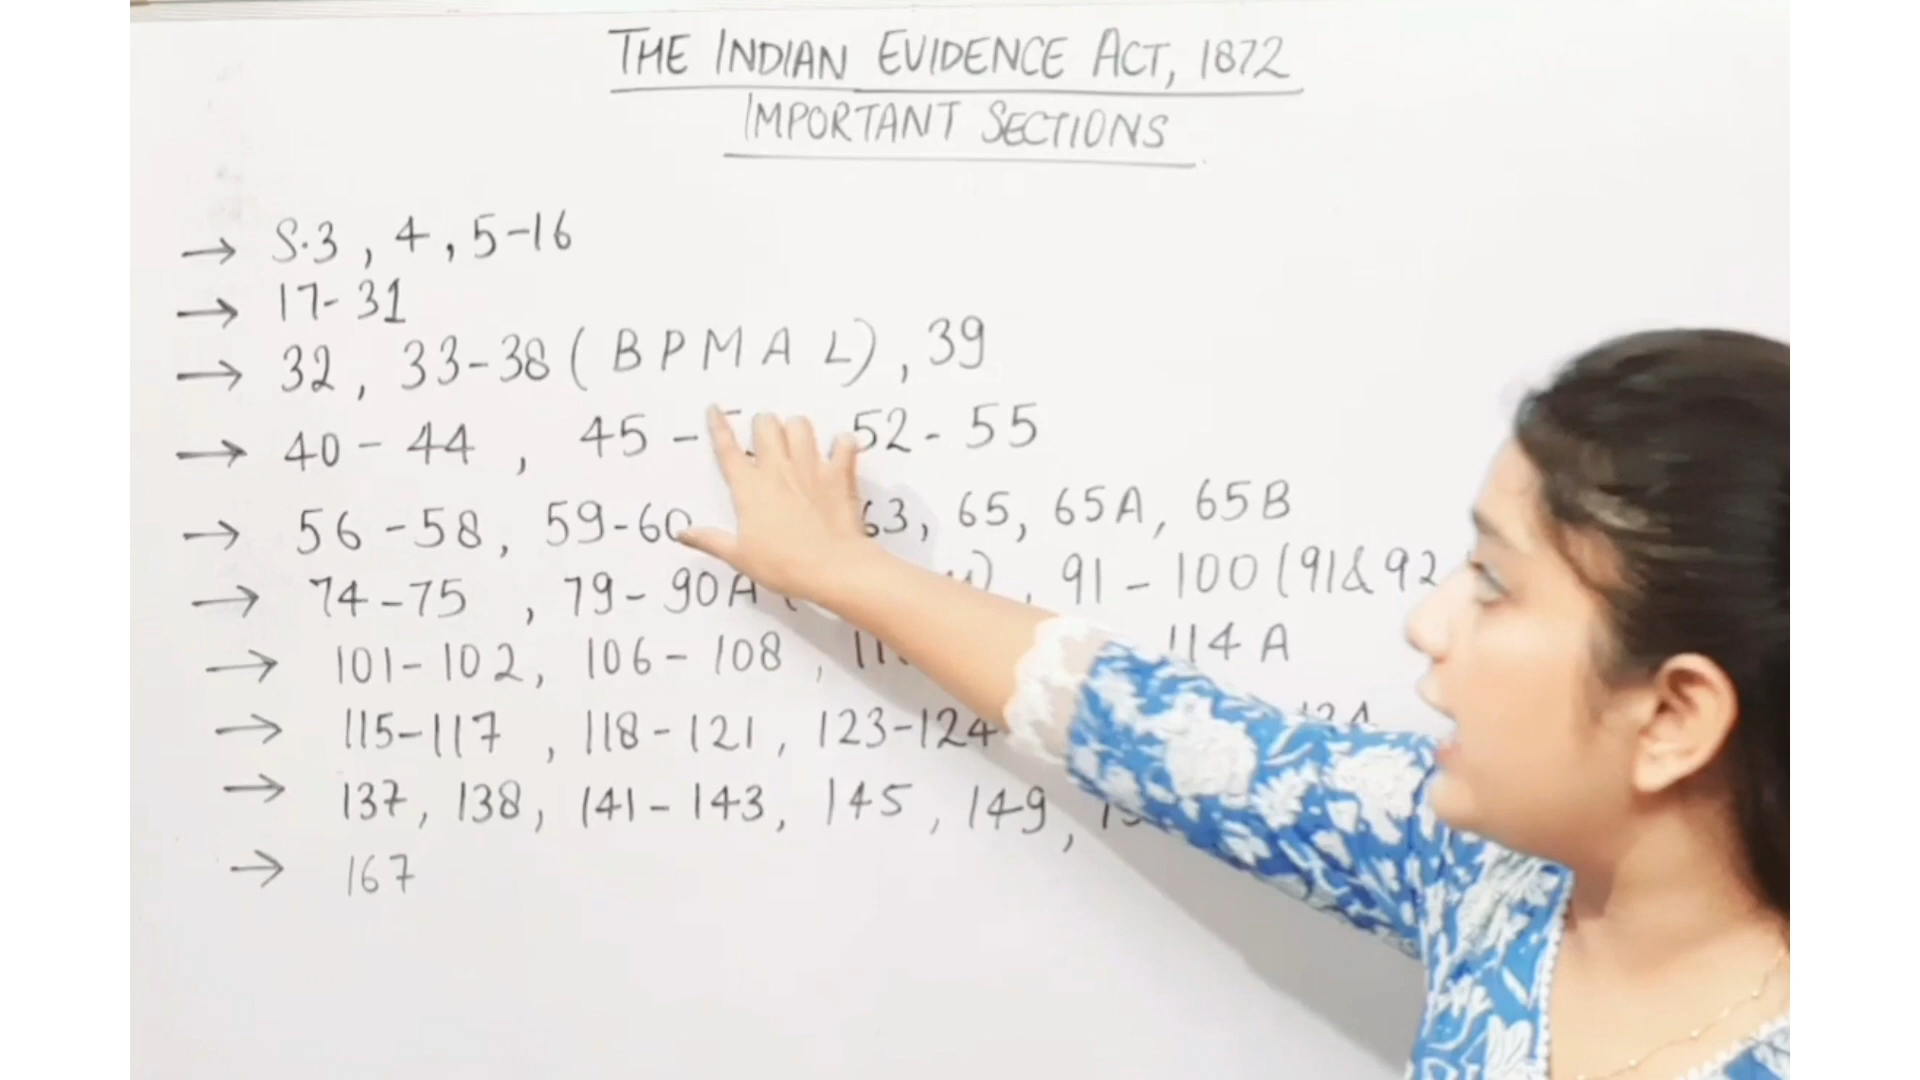 THE INDIAN EVIDENCE ACT, 1872
IMPORTANT SECTIONS
→ S.3, 4, 5-16
→ 17-31
→ 32, 33-38 (B P M A L), 39
→ 40-44, 45- 52-55
→ 56-58, 59-60 63, 65, 65A, 65B
→ 74-75, 79-90A , 91-100 (91&92
→ 101-102, 106-108, 114A
→ 115-117, 118-121, 123-124
→ 137, 138, 141-143, 145, 149,
→ 167